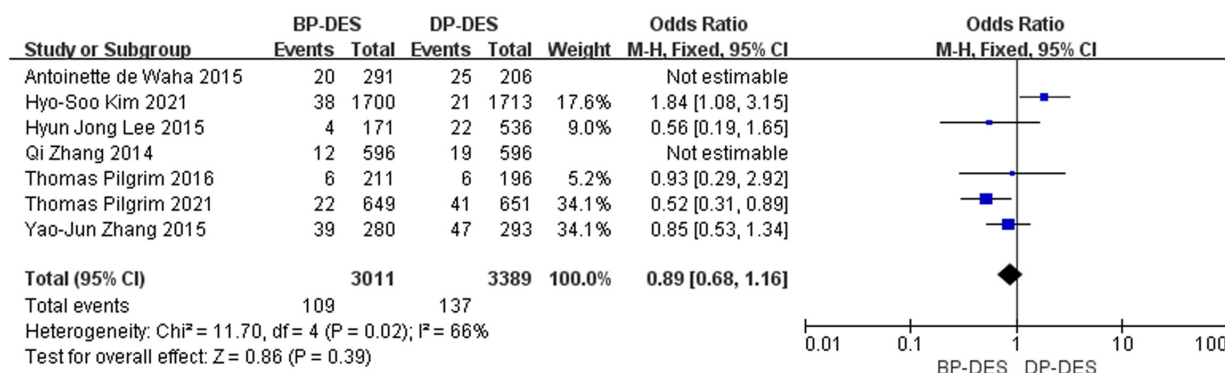 BP-DES DP-DES Odds Ratio Odds Ratio
Study or Subgroup Events Total Events Total Weight M-H, Fixed, 95% CI M-H, Fixed, 95% CI
Antoinette de Waha 2015 20 291 25 206 Not estimable
Hyo-Soo Kim 2021 38 1700 21 1713 17.6% 1.84 [1.08, 3.15]
Hyun Jong Lee 2015 4 171 22 536 9.0% 0.56 [0.19, 1.65]
Qi Zhang 2014 12 596 19 596 Not estimable
Thomas Pilgrim 2016 6 211 6 196 5.2% 0.93 [0.29, 2.92]
Thomas Pilgrim 2021 22 649 41 651 34.1% 0.52 [0.31, 0.89]
Yao-Jun Zhang 2015 39 280 47 293 34.1% 0.85 [0.53, 1.34]
Total (95% CI) 3011 3389 100.0% 0.89 [0.68, 1.16]
Total events 109 137
Heterogeneity: Chi² = 11.70, df = 4 (P = 0.02); I² = 66%
Test for overall effect: Z = 0.86 (P = 0.39)
0.01 0.1 1 10 100
BP-DES DP-DES